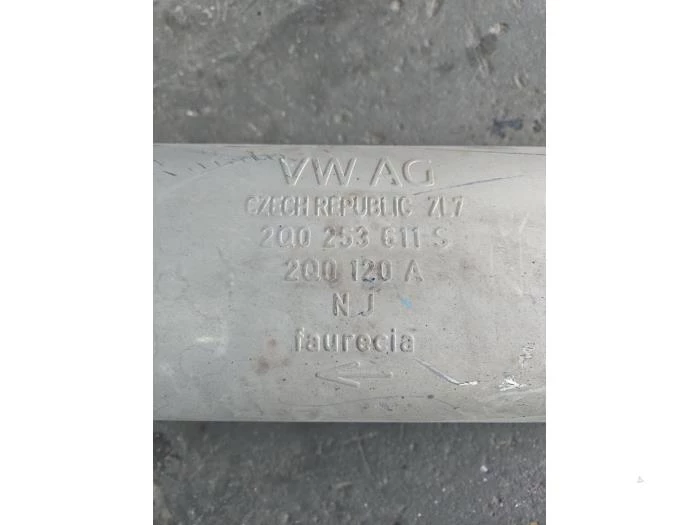 VW AG
CZECH REPUBLIC ZL7
2Q0 253 611 S
2Q0 120 A
N J
faurecia